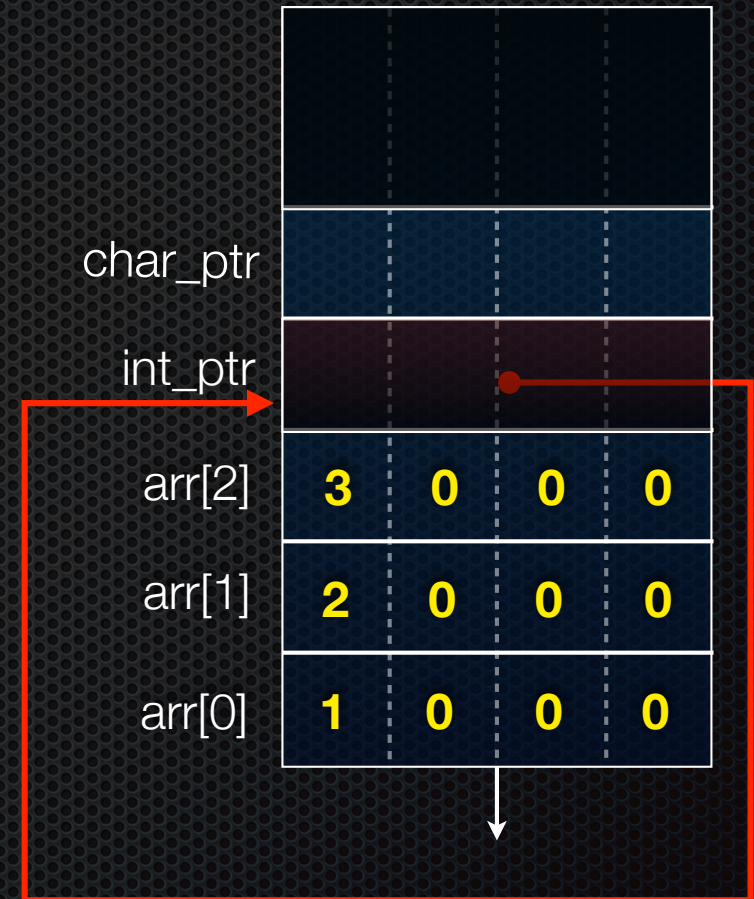 char_ptr
int_ptr
arr[2] 3 0 0 0
arr[1] 2 0 0 0
arr[0] 1 0 0 0